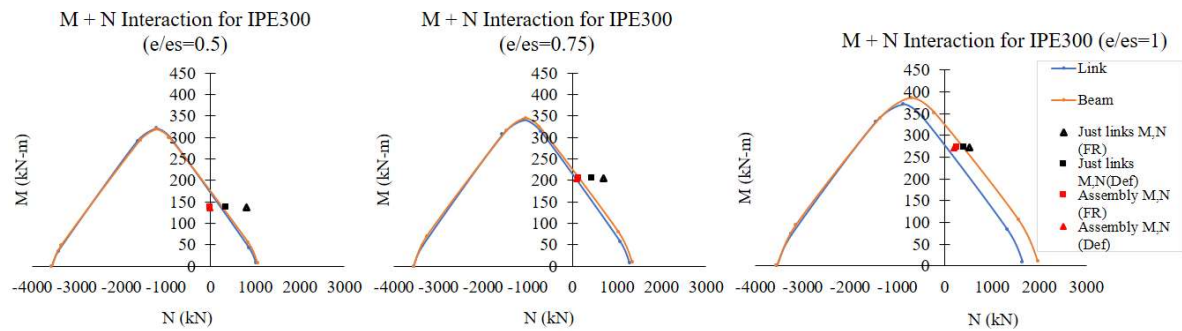 M + N Interaction for IPE300
(e/es=0.5)
450
400
350
300
250
200
150
100
50
0
M (kN-m)
-4000 -3000 -2000 -1000 0 1000 2000 3000
N (kN)
M + N Interaction for IPE300
(e/es=0.75)
450
400
350
300
250
200
150
100
50
0
M (kN-m)
-4000 -3000 -2000 -1000 0 1000 2000 3000
N (kN)
M + N Interaction for IPE300 (e/es=1)
450
400
350
300
250
200
150
100
50
0
M (kN-m)
-4000 -3000 -2000 -1000 0 1000 2000 3000
N (kN)
Link
Beam
Just links M,N
(FR)
Just links
M,N(Def)
Assembly M,N
(FR)
Assembly M,N
(Def)